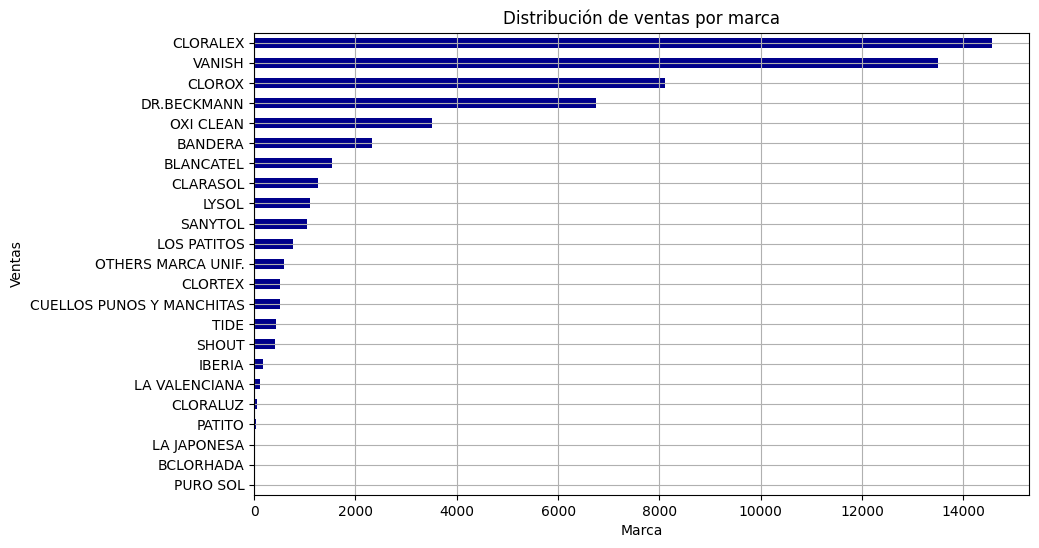 Distribución de ventas por marca
CLORALEX
VANISH
CLOROX
DR.BECKMANN
OXI CLEAN
BANDERA
BLANCATEL
CLARASOL
LYSOL
SANYTOL
LOS PATITOS
OTHERS MARCA UNIF.
CLORTEX
CUELLOS PUNOS Y MANCHITAS
TIDE
SHOUT
IBERIA
LA VALENCIANA
CLORALUZ
PATITO
LA JAPONESA
BCLORHADA
PURO SOL
Ventas
0 2000 4000 6000 8000 10000 12000 14000
Marca